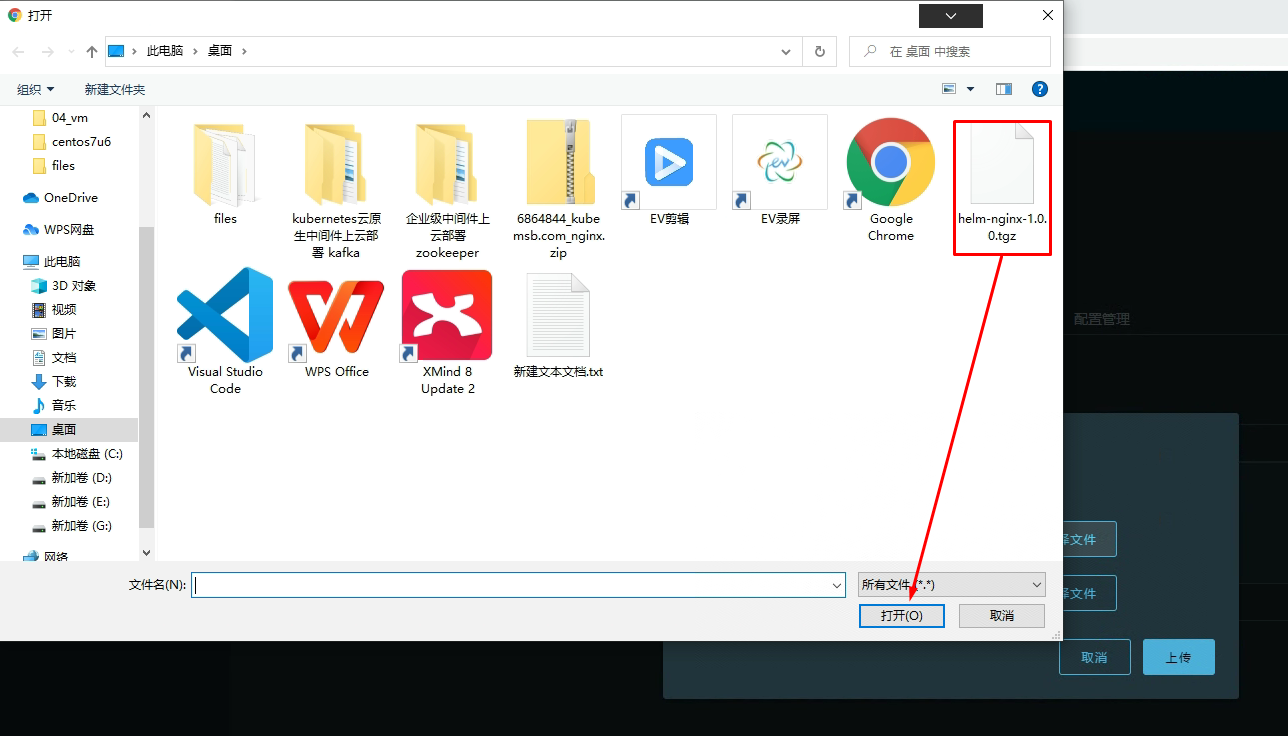 打开
此电脑
桌面
在 桌面 中搜索
组织
新建文件夹
04_vm
centos7u6
files
OneDrive
WPS网盘
此电脑
3D 对象
视频
图片
文档
下载
音乐
桌面
本地磁盘 (C:)
新加卷 (D:)
新加卷 (E:)
新加卷 (G:)
网络
files
kubernetes云原
生中间件上云部
署 kafka
企业级中间件上
云部署
zookeeper
6864844_kube
msb.com_nginx.
zip
EV剪辑
EV录屏
Google
Chrome
helm-nginx-1.0.
0.tgz
Visual Studio
Code
WPS Office
XMind 8
Update 2
新建文本文档.txt
文件名(N):
所有文件 (*.*)
打开(O)
取消
配置管理
文件
文件
取消
上传